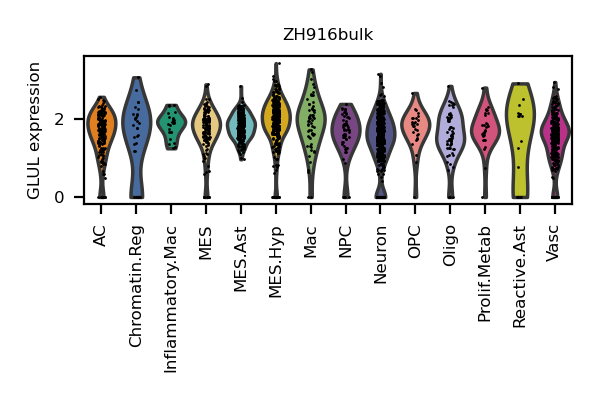 ZH916bulk
GLUL expression
2
0
AC
Chromatin.Reg
Inflammatory.Mac
MES
MES.Ast
MES.Hyp
Mac
NPC
Neuron
OPC
Oligo
Prolif.Metab
Reactive.Ast
Vasc